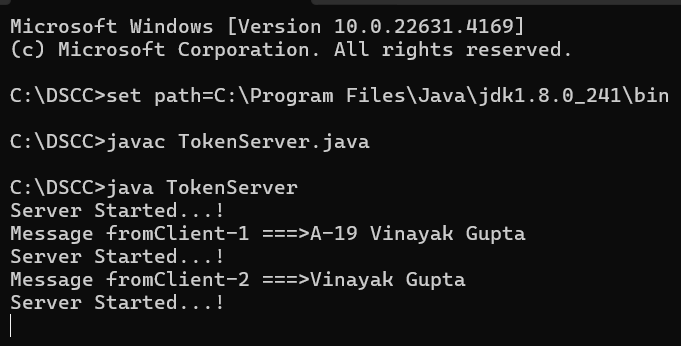 Microsoft Windows [Version 10.0.22631.4169]
(c) Microsoft Corporation. All rights reserved.
C:\DSCC>set path=C:\Program Files\Java\jdk1.8.0_241\bin
C:\DSCC>javac TokenServer.java
C:\DSCC>java TokenServer
Server Started...!
Message fromClient-1 ===>A-19 Vinayak Gupta
Server Started...!
Message fromClient-2 ===>Vinayak Gupta
Server Started...!